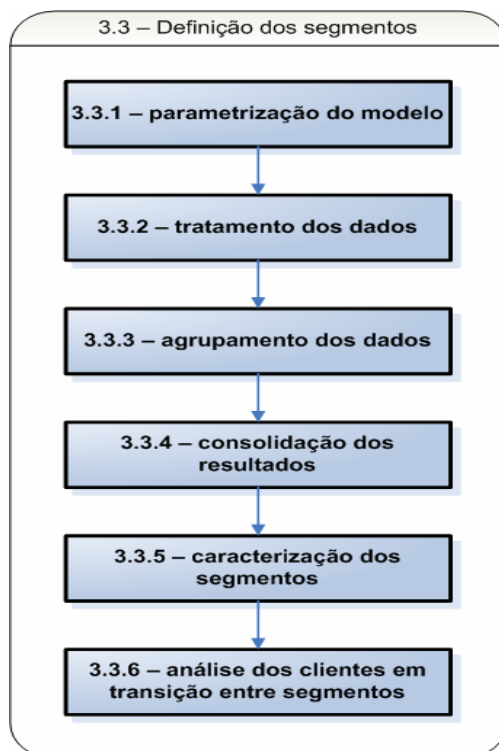 3.3 – Definição dos segmentos
3.3.1 – parametrização do modelo
3.3.2 – tratamento dos dados
3.3.3 – agrupamento dos dados
3.3.4 – consolidação dos
resultados
3.3.5 – caracterização dos
segmentos
3.3.6 – análise dos clientes em
transição entre segmentos